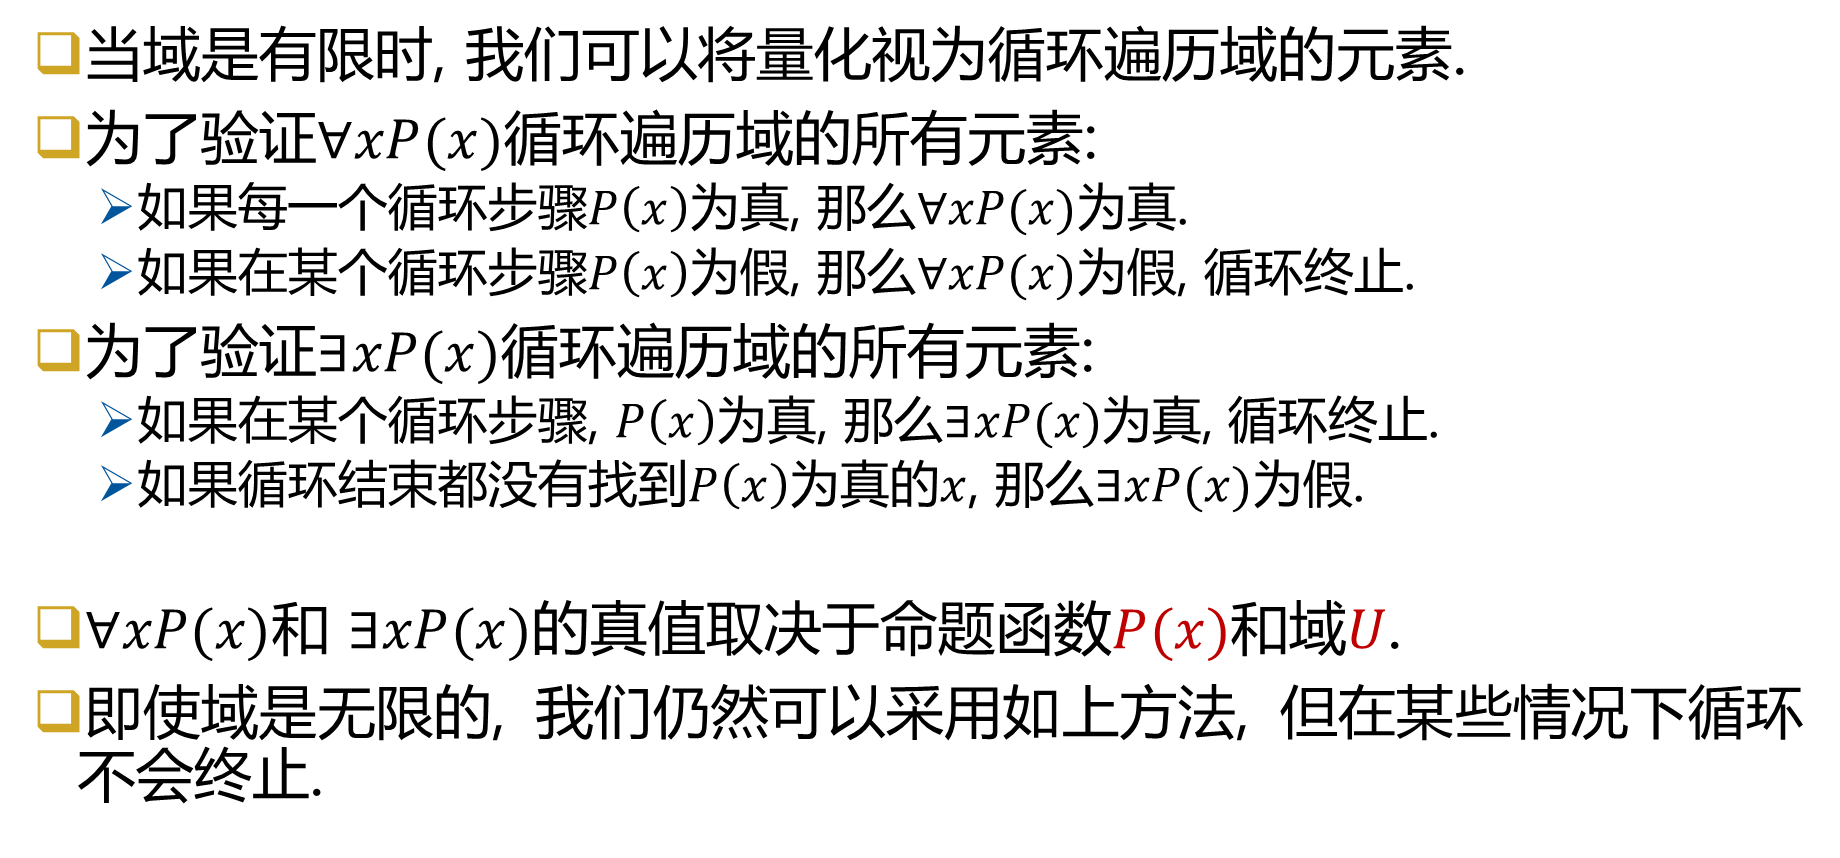 当域是有限时, 我们可以将量化视为循环遍历域的元素.
为了验证∀xP(x)循环遍历域的所有元素:
如果每一个循环步骤P(x)为真, 那么∀xP(x)为真.
如果在某个循环步骤P(x)为假, 那么∀xP(x)为假, 循环终止.
为了验证∃xP(x)循环遍历域的所有元素:
如果在某个循环步骤, P(x)为真, 那么∃xP(x)为真, 循环终止.
如果循环结束都没有找到P(x)为真的x, 那么∃xP(x)为假.
∀xP(x)和 ∃xP(x)的真值取决于命题函数P(x)和域U.
即使域是无限的, 我们仍然可以采用如上方法, 但在某些情况下循环
不会终止.